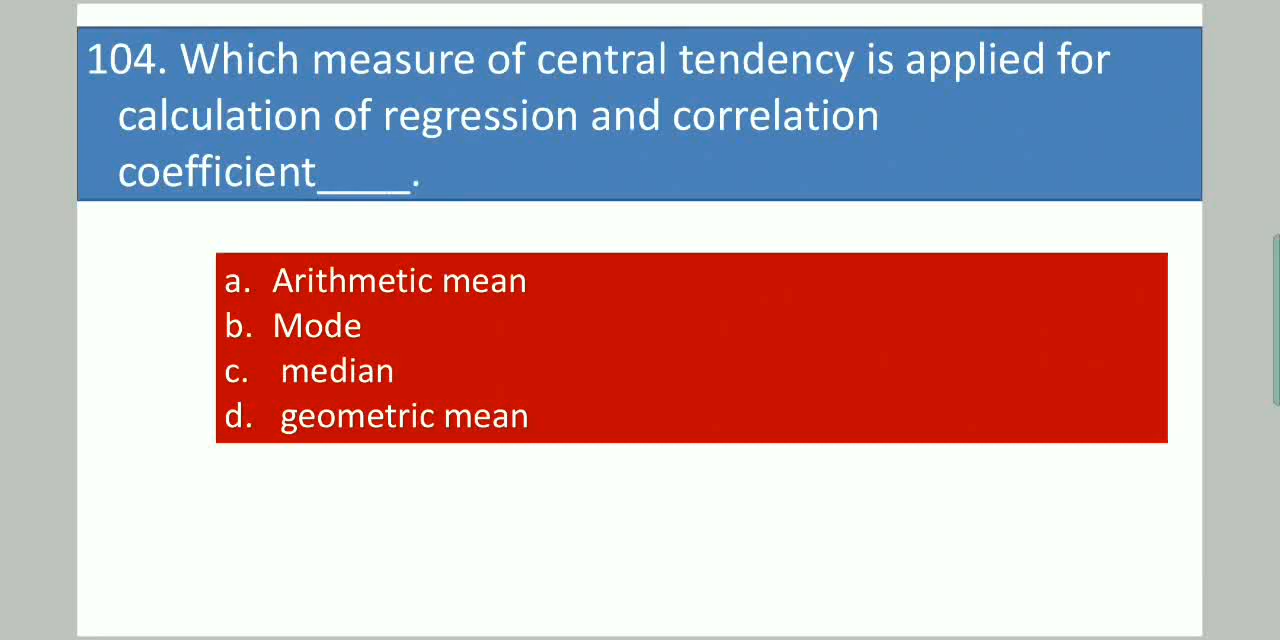 104. Which measure of central tendency is applied for
calculation of regression and correlation
coefficient____.
a. Arithmetic mean
b. Mode
c. median
d. geometric mean